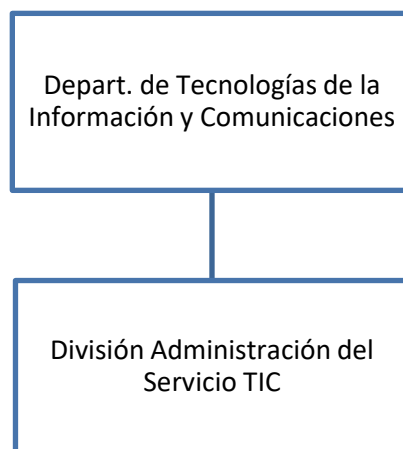 Depart. de Tecnologías de la
Información y Comunicaciones
División Administración del
Servicio TIC